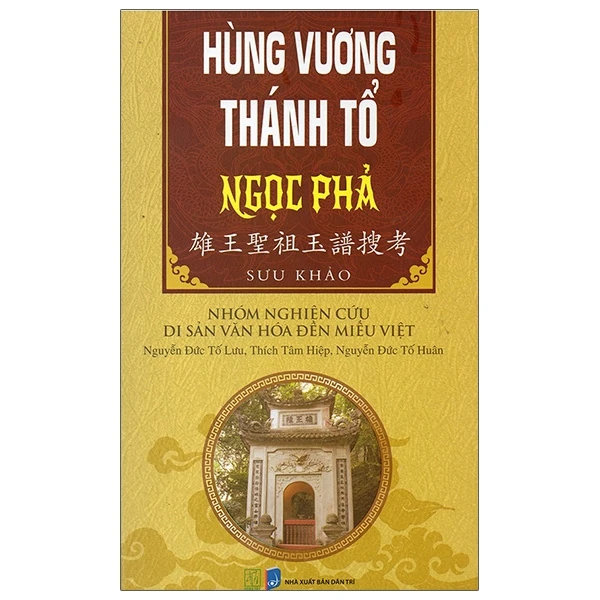 HÙNG VƯƠNG
THÁNH TỔ
NGỌC PHẢ
雄王聖祖玉譜搜考
SƯU KHẢO
NHÓM NGHIÊN CỨU
DI SẢN VĂN HÓA ĐỀN MIẾU VIỆT
Nguyễn Đức Tố Lưu, Thích Tâm Hiệp, Nguyễn Đức Tố Huân
NHÀ XUẤT BẢN DÂN TRÍ